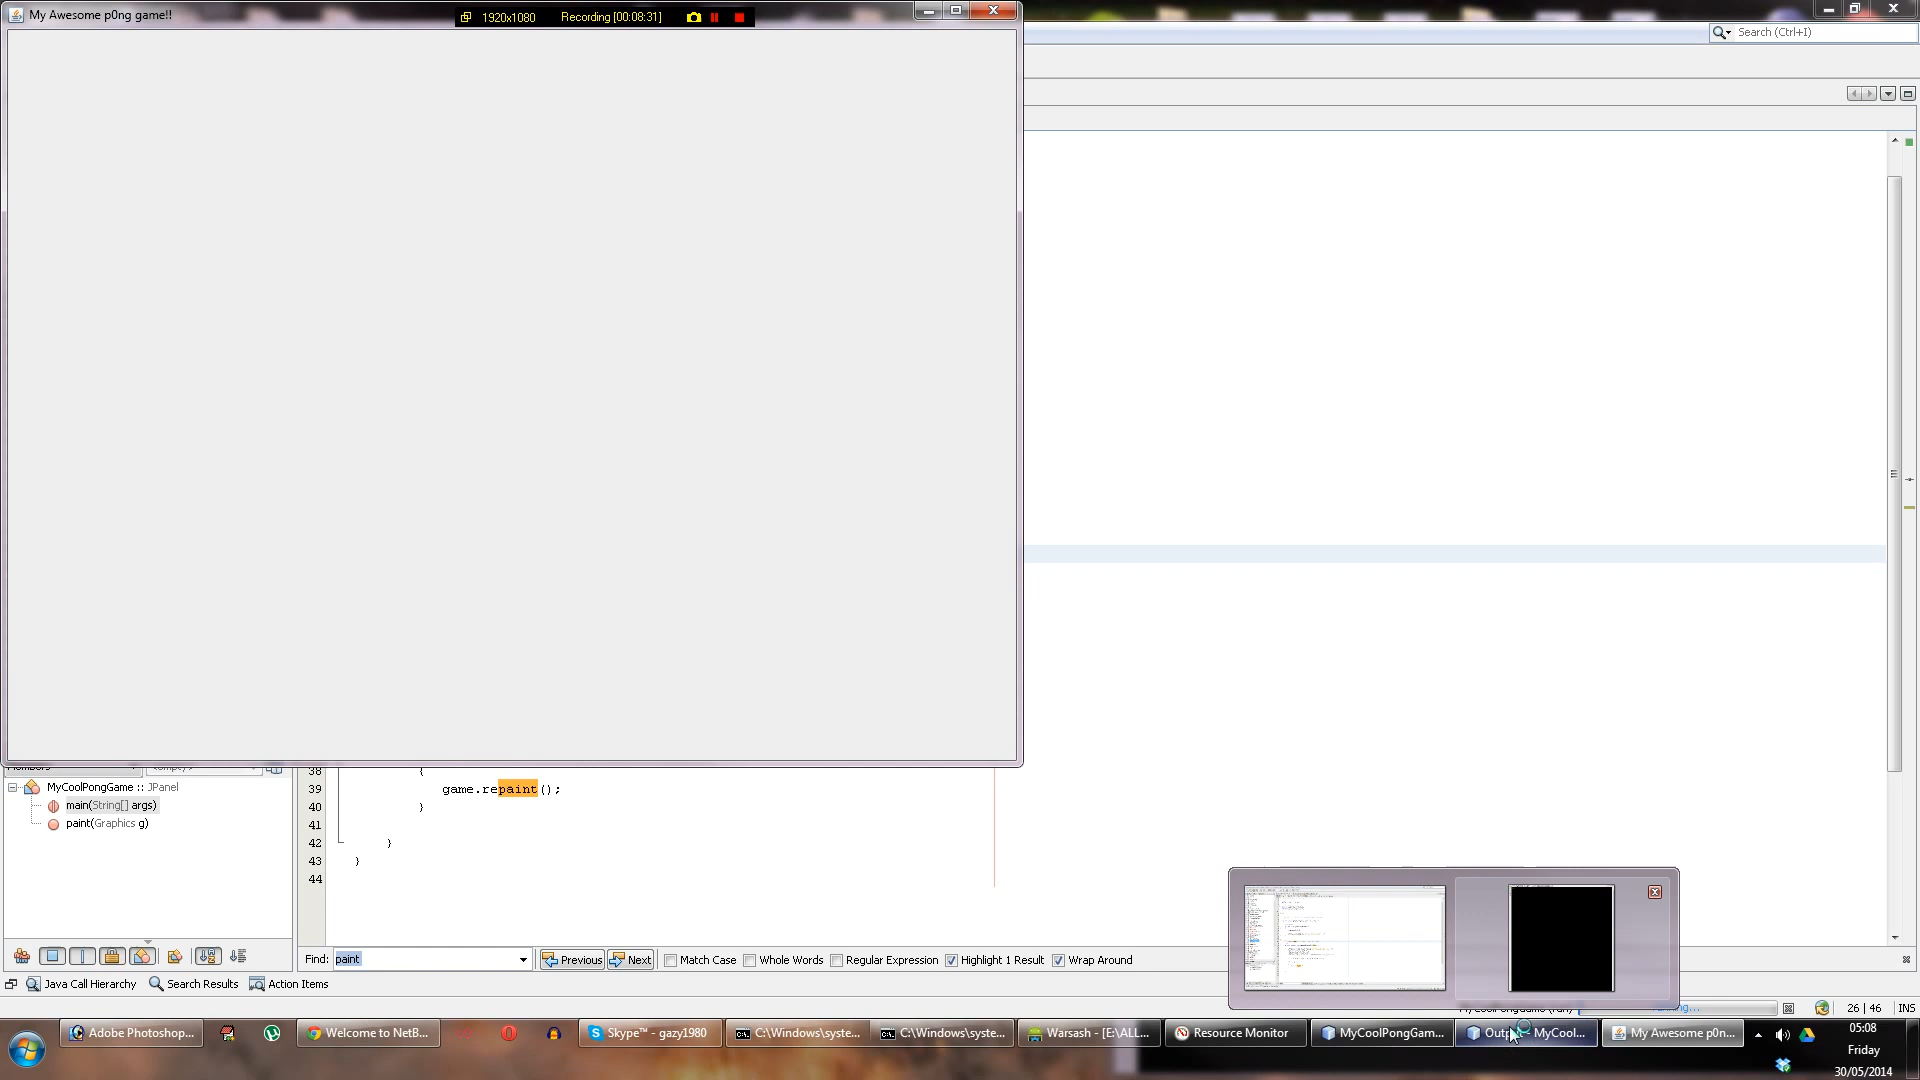 My Awesome p0ng game!!
1920x1080 Recording [00:08:31]
Search (Ctrl+I)
MyCoolPongGame :: JPanel
main(String[] args)
paint(Graphics g)
38 {
39 game.repaint();
40 }
41
42 }
43 }
44
Find: paint Previous Next Match Case Whole Words Regular Expression Highlight 1 Result Wrap Around
Java Call Hierarchy Search Results Action Items
26 | 46 INS
Adobe Photoshop... Welcome to NetB... Skype™ - gazy1980 C:\Windows\syste... C:\Windows\syste... Warsash - [E:\ALL... Resource Monitor MyCoolPongGam... MyCool... My Awesome p0n...
05:08
Friday
30/05/2014